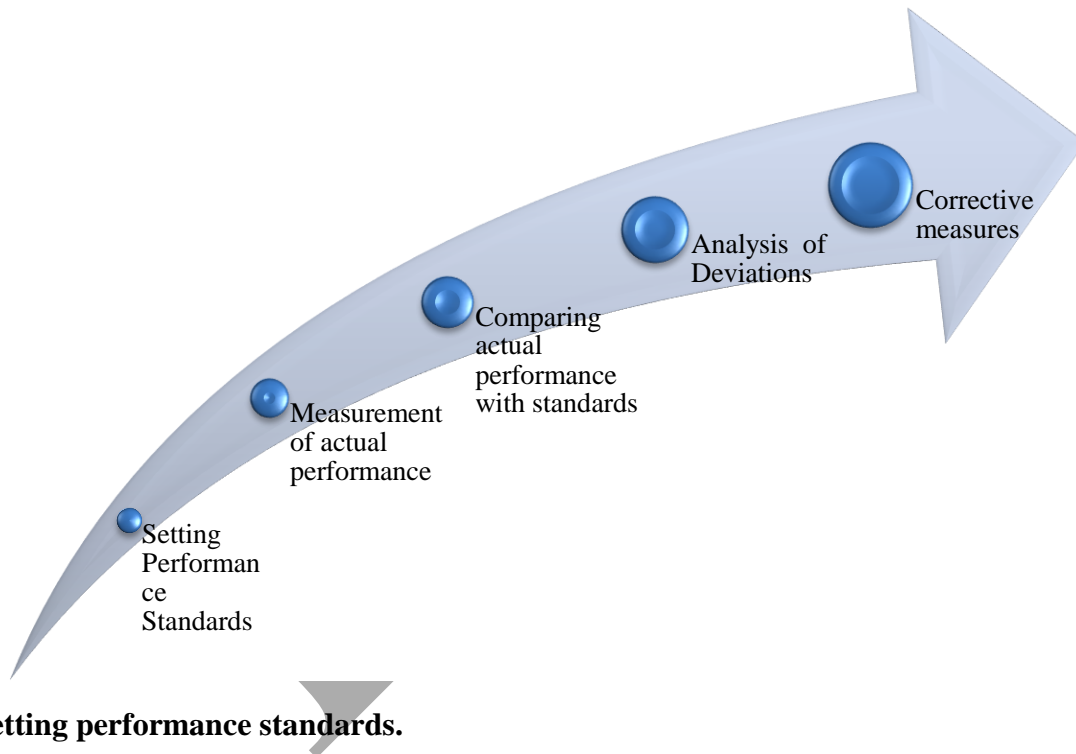 Setting
Performan
ce
Standards
Measurement
of actual
performance
Comparing
actual
performance
with standards
Analysis of
Deviations
Corrective
measures
etting performance standards.